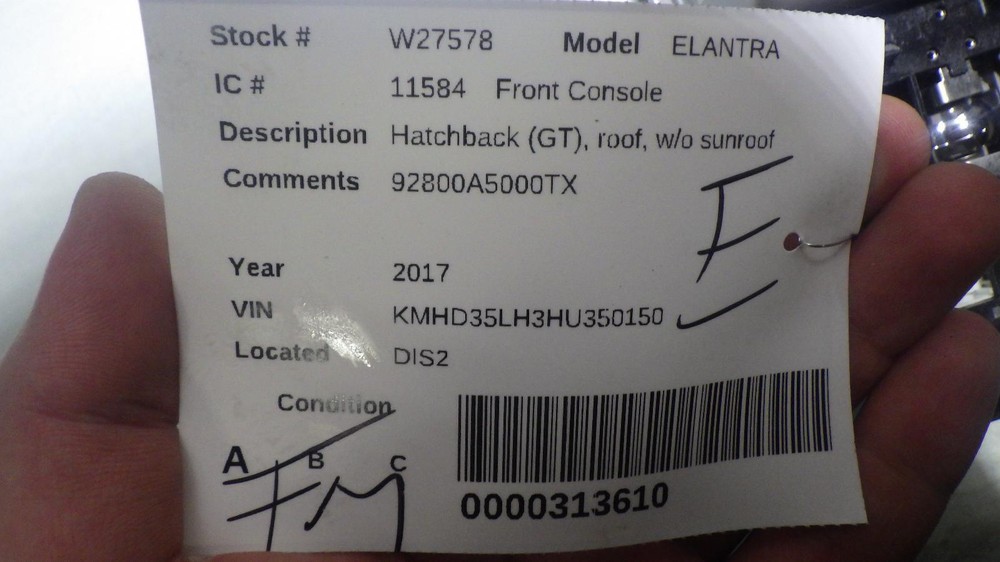 Stock # W27578 Model ELANTRA
IC # 11584 Front Console
Description Hatchback (GT), roof, w/o sunroof
Comments 92800A5000TX
Year 2017
VIN KMHD35LH3HU350150
Located DIS2
Condition
A B C
0000313610